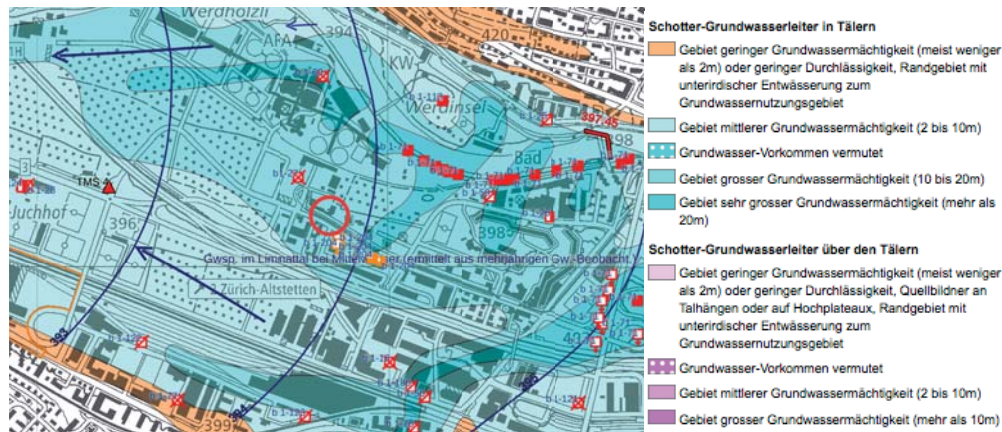 Werdhölzli
AFA
394
420
KW
Werdinsel
397.45
398
Bad
TMS
3
Juchhof
396
398
Gwsp. im Limmattal bei Mittelwasser (ermittelt aus mehrjährigen Gw.-Beobacht.)
Zürich-Altstetten
393
394
395
399
Schotter-Grundwasserleiter in Tälern
Gebiet geringer Grundwassermächtigkeit (meist weniger
als 2m) oder geringer Durchlässigkeit, Randgebiet mit
unterirdischer Entwässerung zum
Grundwassernutzungsgebiet
Gebiet mittlerer Grundwassermächtigkeit (2 bis 10m)
Grundwasser-Vorkommen vermutet
Gebiet grosser Grundwassermächtigkeit (10 bis 20m)
Gebiet sehr grosser Grundwassermächtigkeit (mehr als
20m)
Schotter-Grundwasserleiter über den Tälern
Gebiet geringer Grundwassermächtigkeit (meist weniger
als 2m) oder geringer Durchlässigkeit, Quellbildner an
Talhängen oder auf Hochplateaux, Randgebiet mit
unterirdischer Entwässerung zum
Grundwassernutzungsgebiet
Grundwasser-Vorkommen vermutet
Gebiet mittlerer Grundwassermächtigkeit (2 bis 10m)
Gebiet grosser Grundwassermächtigkeit (mehr als 10m)